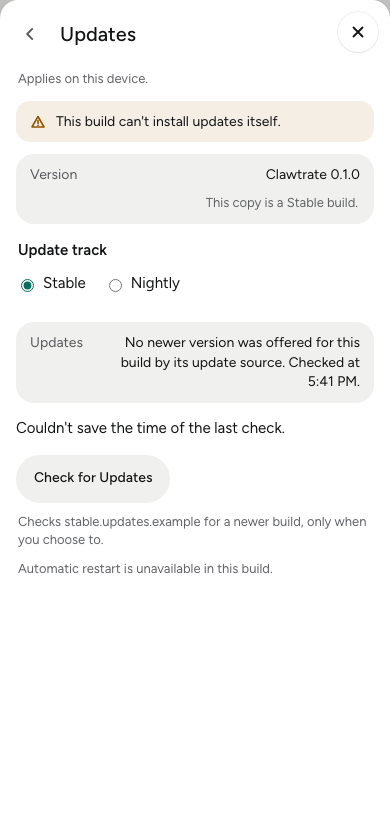 Updates
Applies on this device.
This build can't install updates itself.
Version
Clawtrate 0.1.0
This copy is a Stable build.
Update track
Stable
Nightly
Updates
No newer version was offered for this
build by its update source. Checked at
5:41 PM.
Couldn't save the time of the last check.
Check for Updates
Checks stable.updates.example for a newer build, only when
you choose to.
Automatic restart is unavailable in this build.